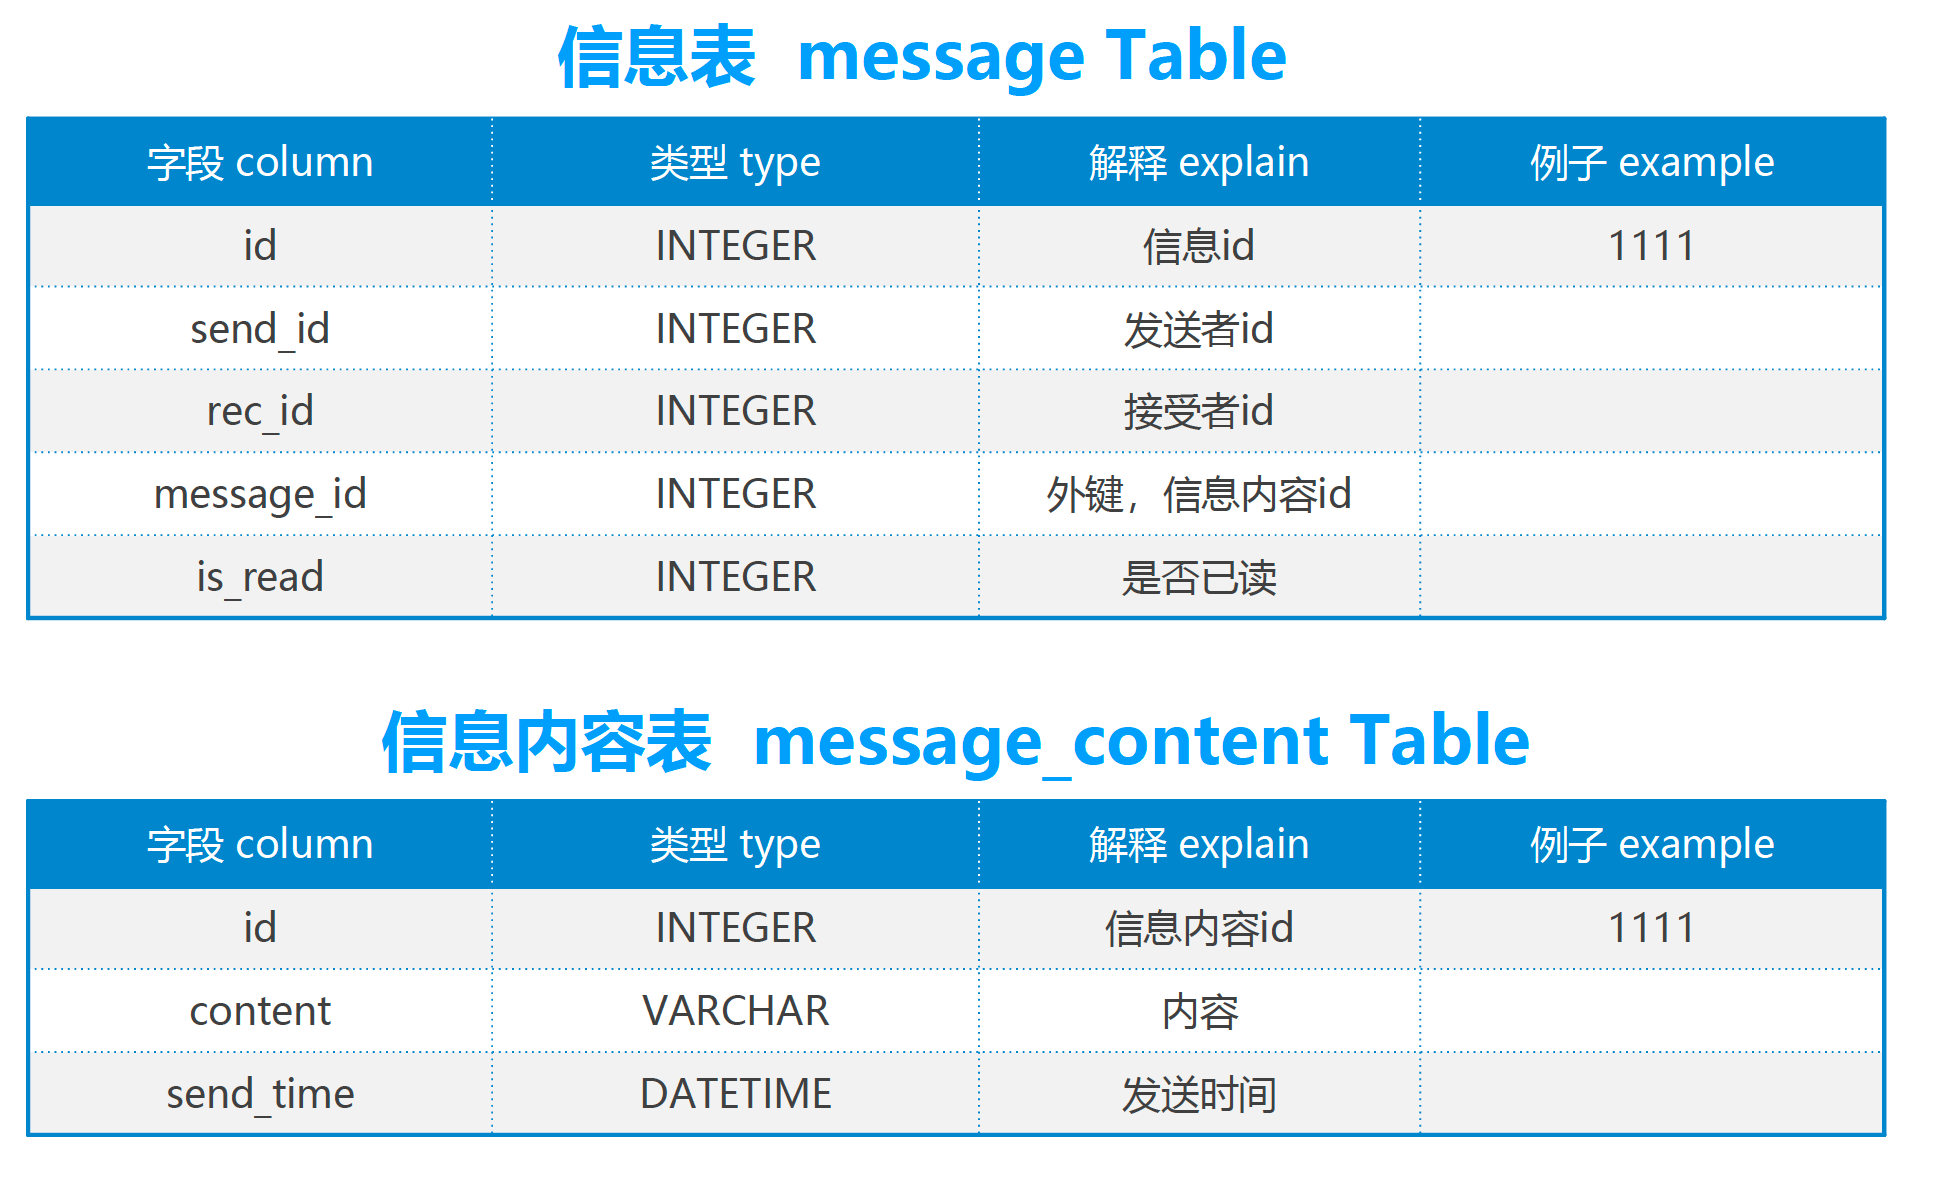 信息表 message Table
字段 column 类型 type 解释 explain 例子 example
id INTEGER 信息id 1111
send_id INTEGER 发送者id
rec_id INTEGER 接受者id
message_id INTEGER 外键，信息内容id
is_read INTEGER 是否已读
信息内容表 message_content Table
字段 column 类型 type 解释 explain 例子 example
id INTEGER 信息内容id 1111
content VARCHAR 内容
send_time DATETIME 发送时间